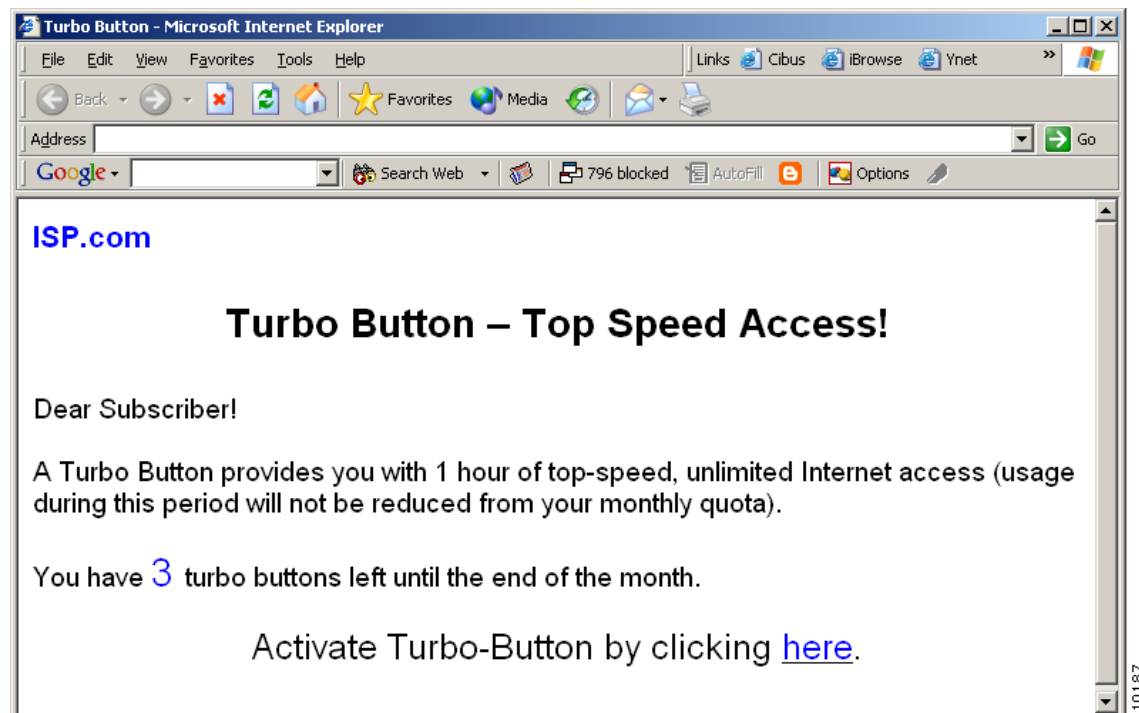 Turbo Button - Microsoft Internet Explorer
File Edit View Favorites Tools Help Links Cibus iBrowse Ynet »
Back Favorites Media
Address Go
Google Search Web 796 blocked AutoFill Options
ISP.com
Turbo Button – Top Speed Access!
Dear Subscriber!
A Turbo Button provides you with 1 hour of top-speed, unlimited Internet access (usage
during this period will not be reduced from your monthly quota).
You have 3 turbo buttons left until the end of the month.
Activate Turbo-Button by clicking here.